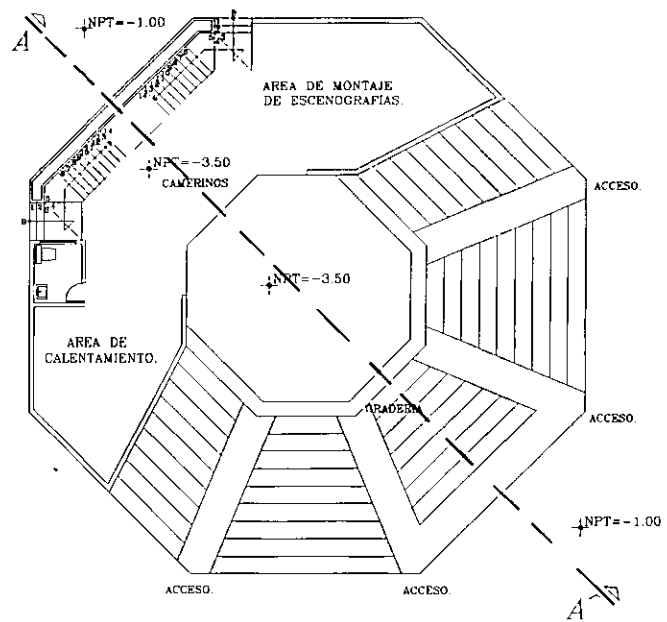 A
NPT=-1.00
AREA DE MONTAJE
DE ESCENOGRAFIAS.
NPT=-3.50
CAMERINOS
ACCESO.
NPT=-3.50
AREA DE
CALENTAMIENTO.
GRADERIA
ACCESO.
NPT=-1.00
ACCESO.
ACCESO.
A